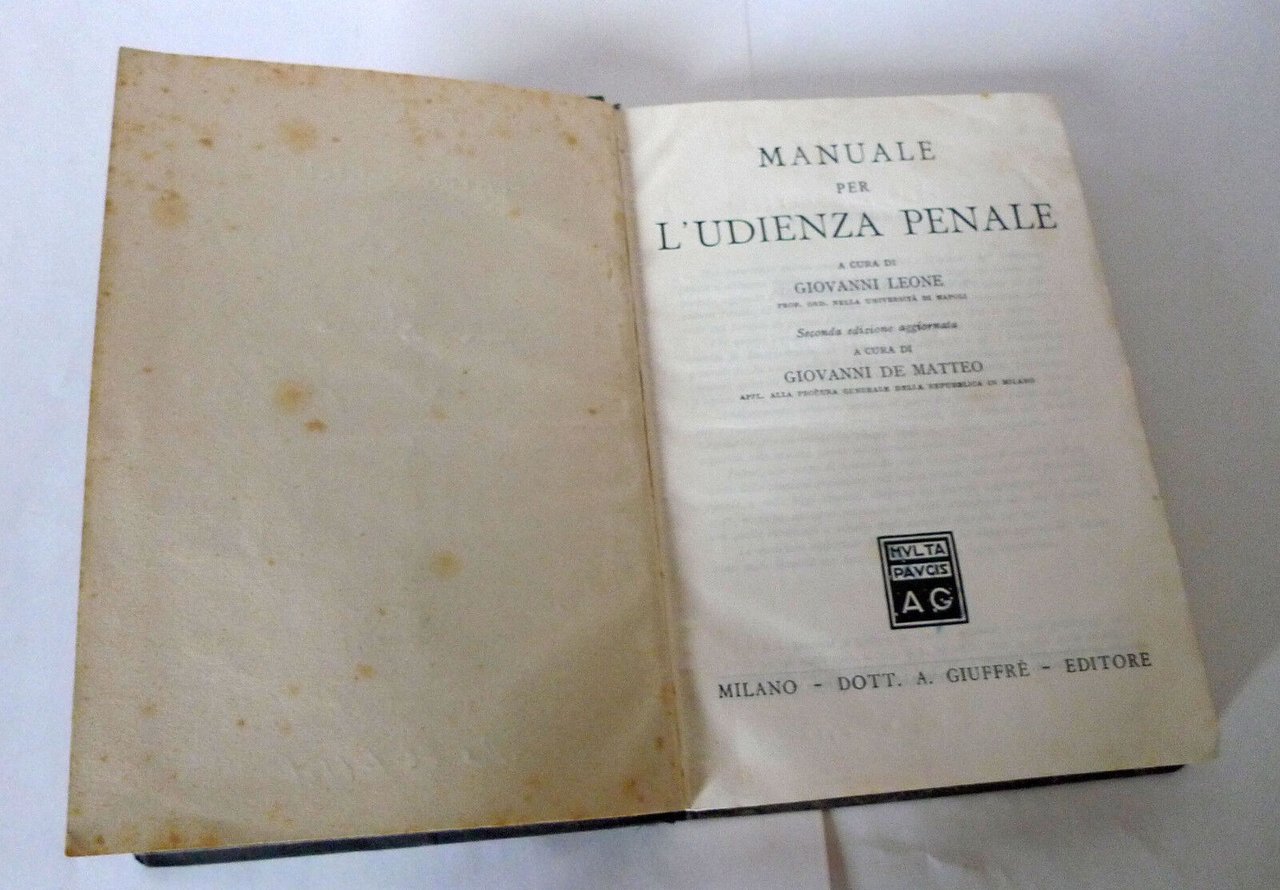 MANUALE
PER
L'UDIENZA PENALE
A CURA DI
GIOVANNI LEONE
PROF. ORD. NELLA UNIVERSITÀ DI NAPOLI
Seconda edizione aggiornata
A CURA DI
GIOVANNI DE MATTEO
APPL. ALLA PROCURA GENERALE DELLA REPUBBLICA IN MILANO
MVLTA
PAVCIS
AG
MILANO - DOTT. A. GIUFFRÈ - EDITORE